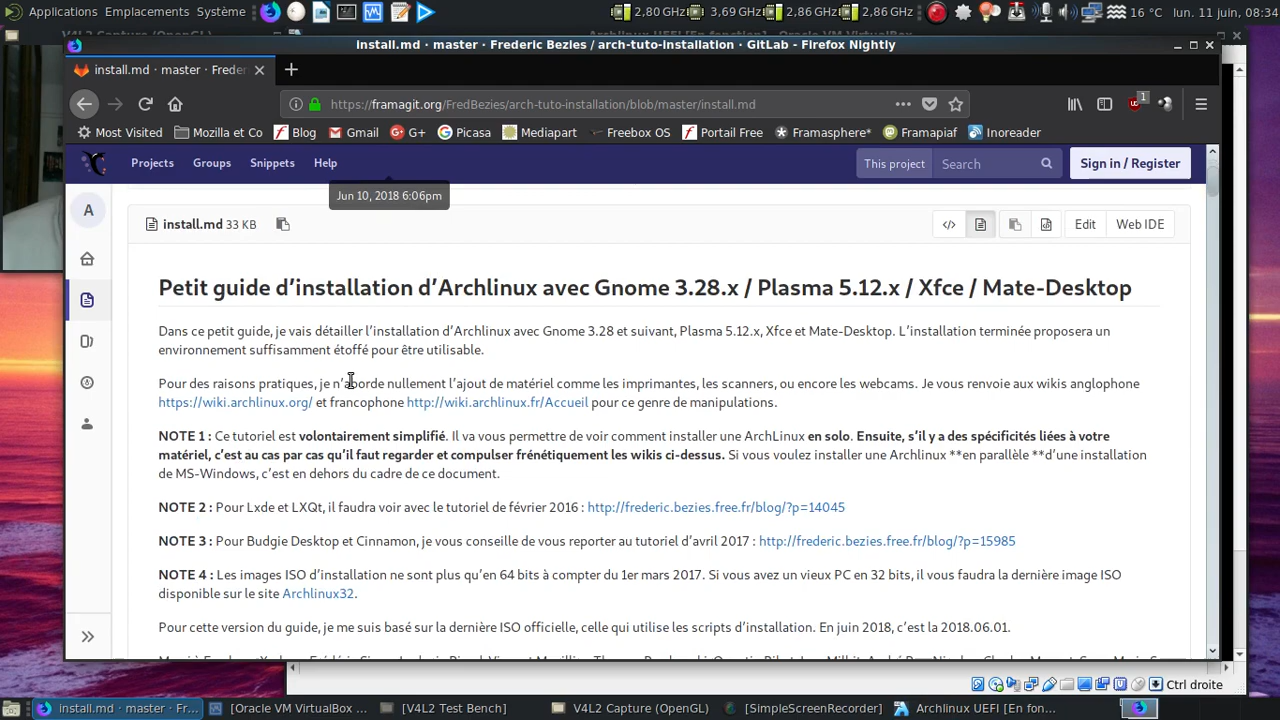 Applications Emplacements Système 2,80 GHz 3,69 GHz 2,86 GHz 2,86 GHz 16 °C lun. 11 juin, 08:34
install.md · master · Frederic Bezies / arch-tuto-installation · GitLab - Firefox Nightly
install.md · master · Freder
https://framagit.org/FredBezies/arch-tuto-installation/blob/master/install.md
Most Visited Mozilla et Co Blog Gmail G+ Picasa Mediapart Freebox OS Portail Free Framasphere* Framapiaf Inoreader
Projects Groups Snippets Help This project Search Sign in / Register
Jun 10, 2018 6:06pm
A
install.md 33 KB Edit Web IDE
Petit guide d’installation d’Archlinux avec Gnome 3.28.x / Plasma 5.12.x / Xfce / Mate-Desktop
Dans ce petit guide, je vais détailler l’installation d’Archlinux avec Gnome 3.28 et suivant, Plasma 5.12.x, Xfce et Mate-Desktop. L’installation terminée proposera un
environnement suffisamment étoffé pour être utilisable.
Pour des raisons pratiques, je n’aborde nullement l’ajout de matériel comme les imprimantes, les scanners, ou encore les webcams. Je vous renvoie aux wikis anglophone
https://wiki.archlinux.org/ et francophone http://wiki.archlinux.fr/Accueil pour ce genre de manipulations.
NOTE 1 : Ce tutoriel est volontairement simplifié. Il va vous permettre de voir comment installer une ArchLinux en solo. Ensuite, s’il y a des spécificités liées à votre
matériel, c’est au cas par cas qu’il faut regarder et compulser frénétiquement les wikis ci-dessus. Si vous voulez installer une Archlinux **en parallèle **d’une installation
de MS-Windows, c’est en dehors du cadre de ce document.
NOTE 2 : Pour Lxde et LXQt, il faudra voir avec le tutoriel de février 2016 : http://frederic.bezies.free.fr/blog/?p=14045
NOTE 3 : Pour Budgie Desktop et Cinnamon, je vous conseille de vous reporter au tutoriel d’avril 2017 : http://frederic.bezies.free.fr/blog/?p=15985
NOTE 4 : Les images ISO d’installation ne sont plus qu’en 64 bits à compter du 1er mars 2017. Si vous avez un vieux PC en 32 bits, il vous faudra la dernière image ISO
disponible sur le site Archlinux32.
Pour cette version du guide, je me suis basé sur la dernière ISO officielle, celle qui utilise les scripts d’installation. En juin 2018, c’est la 2018.06.01.
Ctrl droite
install.md · master · Fr... [Oracle VM VirtualBox ... [V4L2 Test Bench] V4L2 Capture (OpenGL) [SimpleScreenRecorder] Archlinux UEFI [En fon...